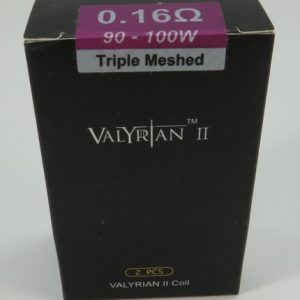 0.16Ω
90 - 100W
Triple Meshed
VALYRIAN™ II
2 PCS
VALYRIAN II Coil